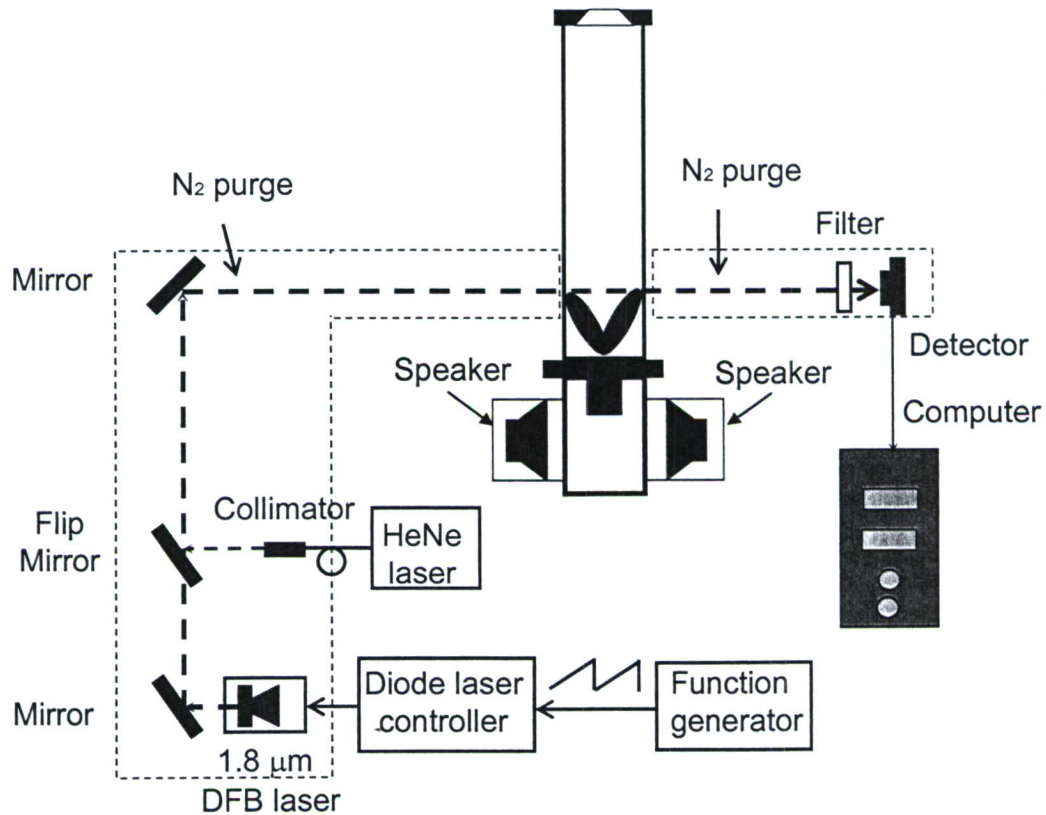 N2 purge
N2 purge
Filter
Mirror
Detector
Speaker
Speaker
Computer
Collimator
Flip
Mirror
HeNe
laser
Diode laser
controller
Function
generator
Mirror
1.8 μm
DFB laser